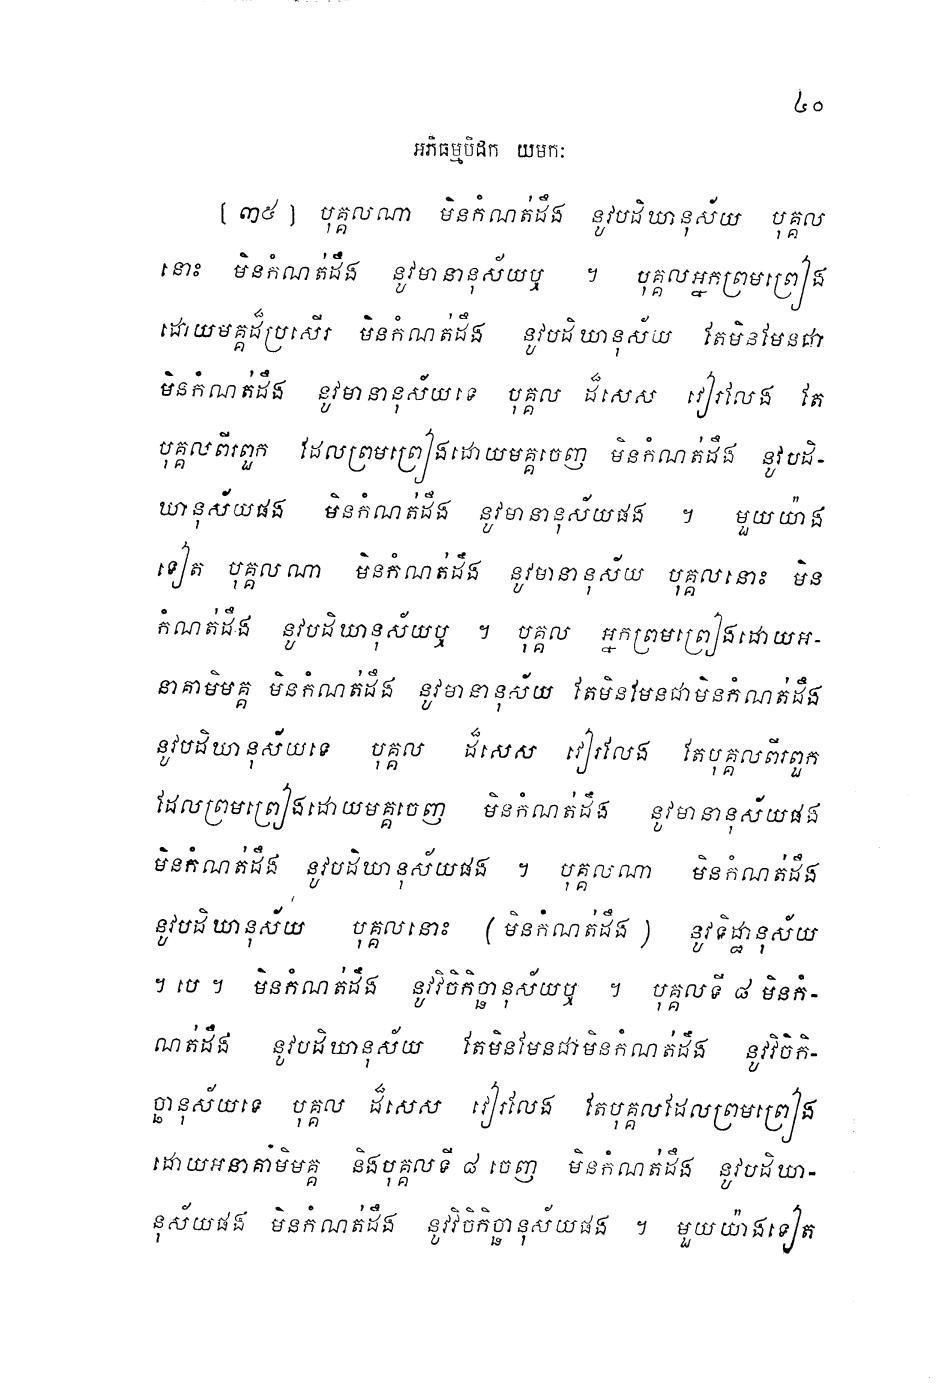 ៤០
អភិធម្មបិដក យមកៈ
[ ៣៥ ] បុគ្គលណា មិនកំណត់ដឹង នូវបដិឃានុស័យ បុគ្គល
នោះ មិនកំណត់ដឹង នូវមានានុស័យឬ ។ បុគ្គលអ្នកព្រមព្រៀង
ដោយមគ្គដ៏ប្រសើរ មិនកំណត់ដឹង នូវបដិឃានុស័យ តែមិនមែនជា
មិនកំណត់ដឹង នូវមានានុស័យទេ បុគ្គល ដ៏សេស វៀរលែង តែ
បុគ្គលពីរពួក ដែលព្រមព្រៀងដោយមគ្គចេញ មិនកំណត់ដឹង នូវបដិ-
ឃានុស័យផង មិនកំណត់ដឹង នូវមានានុស័យផង ។ មួយយ៉ាង
ទៀត បុគ្គលណា មិនកំណត់ដឹង នូវមានានុស័យ បុគ្គលនោះ មិន
កំណត់ដឹង នូវបដិឃានុស័យឬ ។ បុគ្គល អ្នកព្រមព្រៀងដោយអ-
នាគាមិមគ្គ មិនកំណត់ដឹង នូវមានានុស័យ តែមិនមែនជាមិនកំណត់ដឹង
នូវបដិឃានុស័យទេ បុគ្គល ដ៏សេស វៀរលែង តែបុគ្គលពីរពួក
ដែលព្រមព្រៀងដោយមគ្គចេញ មិនកំណត់ដឹង នូវមានានុស័យផង
មិនកំណត់ដឹង នូវបដិឃានុស័យផង ។ បុគ្គលណា មិនកំណត់ដឹង
នូវបដិឃានុស័យ បុគ្គលនោះ ( មិនកំណត់ដឹង ) នូវទិដ្ឋានុស័យ
។ បេ ។ មិនកំណត់ដឹង នូវវិចិកិច្ឆានុស័យឬ ។ បុគ្គលទី ៨ មិនកំ-
ណត់ដឹង នូវបដិឃានុស័យ តែមិនមែនជាមិនកំណត់ដឹង នូវវិចិកិ-
ច្ឆានុស័យទេ បុគ្គល ដ៏សេស វៀរលែង តែបុគ្គលដែលព្រមព្រៀង
ដោយអនាគាមិមគ្គ និងបុគ្គលទី ៨ ចេញ មិនកំណត់ដឹង នូវបដិឃា-
នុស័យផង មិនកំណត់ដឹង នូវវិចិកិច្ឆានុស័យផង ។ មួយយ៉ាងទៀត